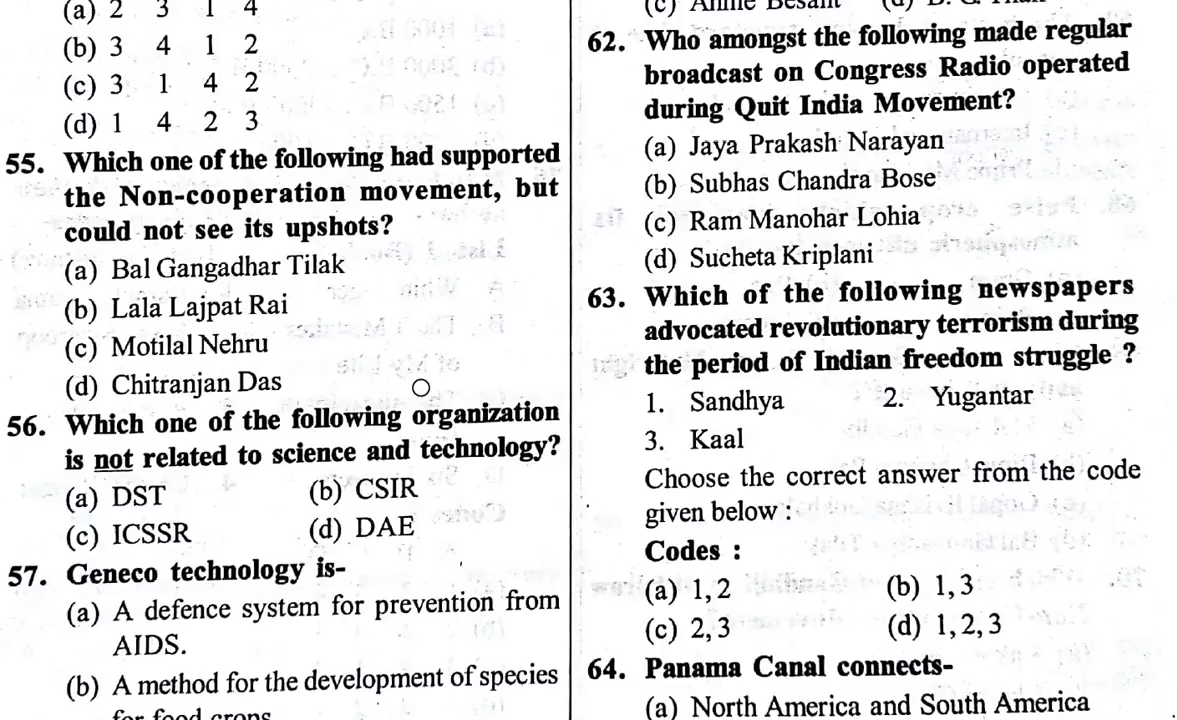 (a) 2 3 1 4
(b) 3 4 1 2
(c) 3 1 4 2
(d) 1 4 2 3
55. Which one of the following had supported
the Non-cooperation movement, but
could not see its upshots?
(a) Bal Gangadhar Tilak
(b) Lala Lajpat Rai
(c) Motilal Nehru
(d) Chitranjan Das
56. Which one of the following organization
is not related to science and technology?
(a) DST (b) CSIR
(c) ICSSR (d) DAE
57. Geneco technology is-
(a) A defence system for prevention from
AIDS.
(b) A method for the development of species
for food crops
(c) Annie Besant (d)
62. Who amongst the following made regular
broadcast on Congress Radio operated
during Quit India Movement?
(a) Jaya Prakash Narayan
(b) Subhas Chandra Bose
(c) Ram Manohar Lohia
(d) Sucheta Kriplani
63. Which of the following newspapers
advocated revolutionary terrorism during
the period of Indian freedom struggle ?
1. Sandhya 2. Yugantar
3. Kaal
Choose the correct answer from the code
given below :
Codes :
(a) 1, 2 (b) 1, 3
(c) 2,3 (d) 1, 2, 3
64. Panama Canal connects-
(a) North America and South America